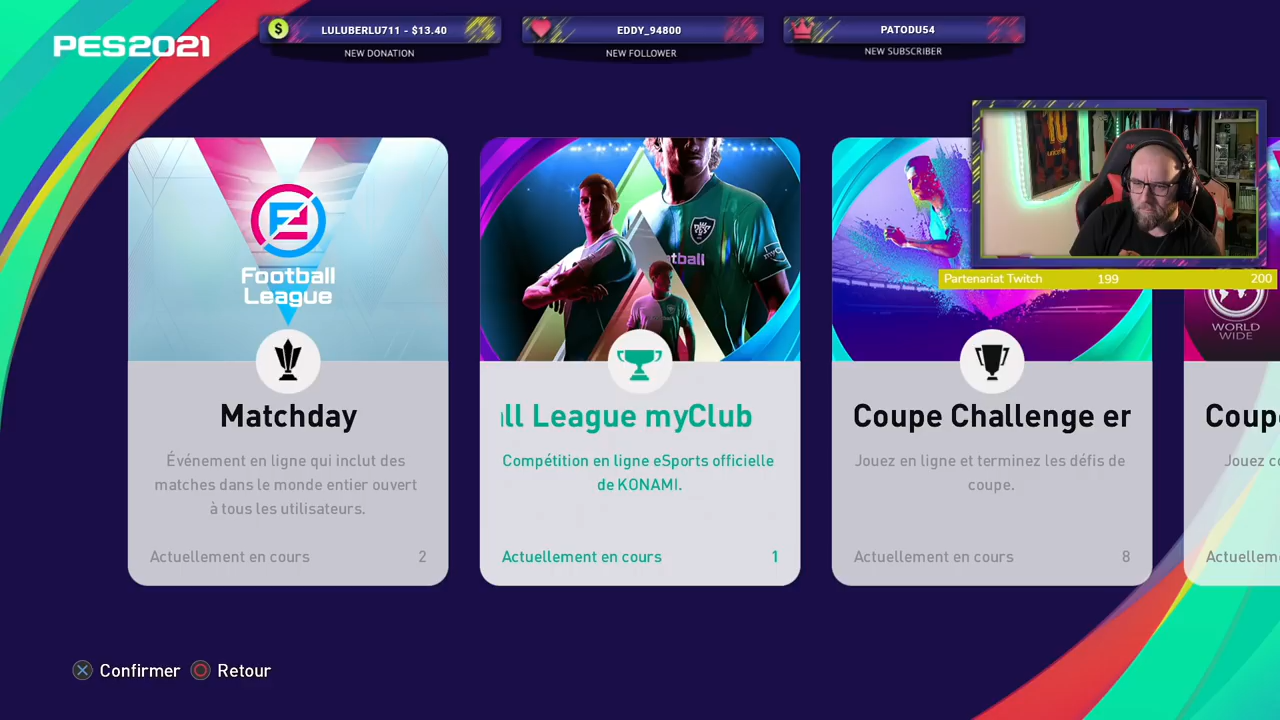 PES2021
LULUBERLU711 - $13.40
NEW DONATION
EDDY_94800
NEW FOLLOWER
PATODU54
NEW SUBSCRIBER
Partenariat Twitch 199 200
Football
League
Matchday
Événement en ligne qui inclut des
matches dans le monde entier ouvert
à tous les utilisateurs.
Actuellement en cours 2
ll League myClub
Compétition en ligne eSports officielle
de KONAMI.
Actuellement en cours 1
Coupe Challenge er
Jouez en ligne et terminez les défis de
coupe.
Actuellement en cours 8
WORLD
WIDE
Coup
Jouez c
Actuellem
Confirmer
Retour